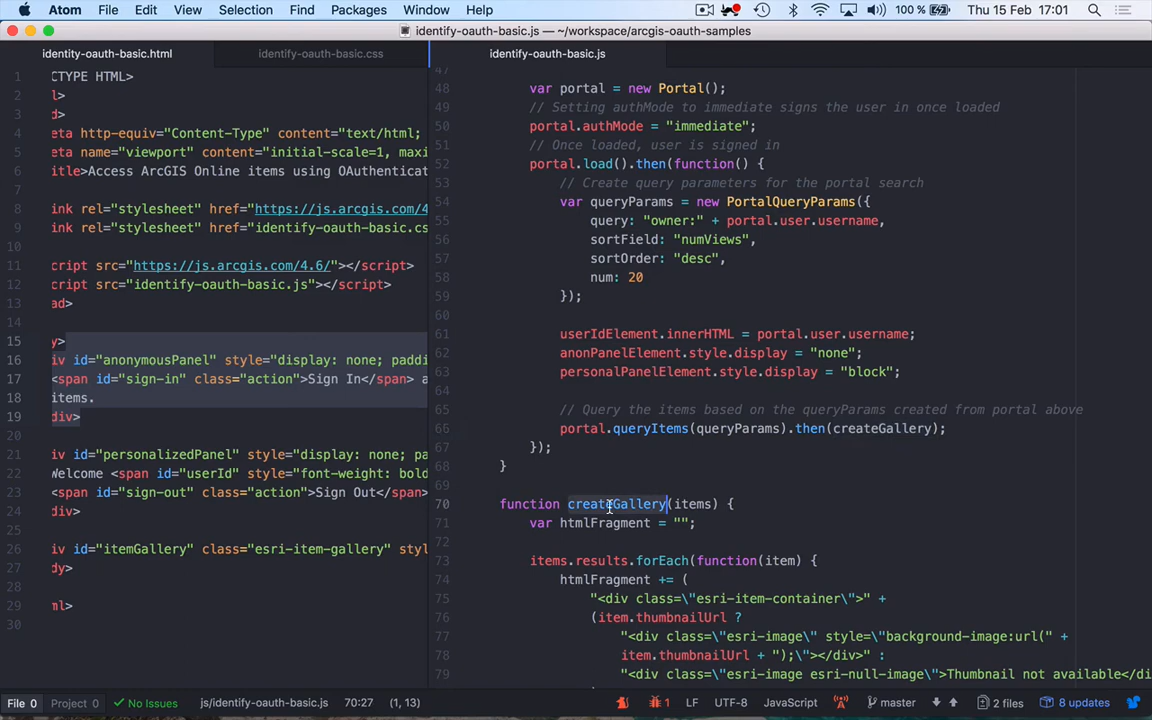 Atom File Edit View Selection Find Packages Window Help 100 % Thu 15 Feb 17:01
identify-oauth-basic.js — ~/workspace/arcgis-oauth-samples
identity-oauth-basic.html identify-oauth-basic.css identify-oauth-basic.js
1 CTYPE HTML>
2 l>
3 d>
4 eta http-equiv="Content-Type" content="text/html;
5 eta name="viewport" content="initial-scale=1, maxi
6 itle>Access ArcGIS Online items using OAuthenticat
7
8 ink rel="stylesheet" href="https://js.arcgis.com/4
9 ink rel="stylesheet" href="identify-oauth-basic.cs
10
11 cript src="https://js.arcgis.com/4.6/"></script>
12 cript src="identify-oauth-basic.js"></script>
13 ad>
14
15 y>
16 iv id="anonymousPanel" style="display: none; paddi
17 <span id="sign-in" class="action">Sign In</span> a
18 items.
19 div>
20
21 iv id="personalizedPanel" style="display: none; pa
22 Welcome <span id="userId" style="font-weight: bold
23 <span id="sign-out" class="action">Sign Out</span>
24 div>
25
26 iv id="itemGallery" class="esri-item-gallery" styl
27 dy>
28
29 ml>
30
47
48 var portal = new Portal();
49 // Setting authMode to immediate signs the user in once loaded
50 portal.authMode = "immediate";
51 // Once loaded, user is signed in
52 portal.load().then(function() {
53 // Create query parameters for the portal search
54 var queryParams = new PortalQueryParams({
55 query: "owner:" + portal.user.username,
56 sortField: "numViews",
57 sortOrder: "desc",
58 num: 20
59 });
60
61 userIdElement.innerHTML = portal.user.username;
62 anonPanelElement.style.display = "none";
63 personalPanelElement.style.display = "block";
64
65 // Query the items based on the queryParams created from portal above
66 portal.queryItems(queryParams).then(createGallery);
67 });
68 }
69
70 function createGallery(items) {
71 var htmlFragment = "";
72
73 items.results.forEach(function(item) {
74 htmlFragment += (
75 "<div class=\"esri-item-container\">" +
76 (item.thumbnailUrl ?
77 "<div class=\"esri-image\" style=\"background-image:url(" +
78 item.thumbnailUrl + ");\"></div>" :
79 "<div class=\"esri-image esri-null-image\">Thumbnail not available</di
File 0 Project 0 No Issues js/identify-oauth-basic.js 70:27 (1, 13) 1 LF UTF-8 JavaScript master 2 files 8 updates